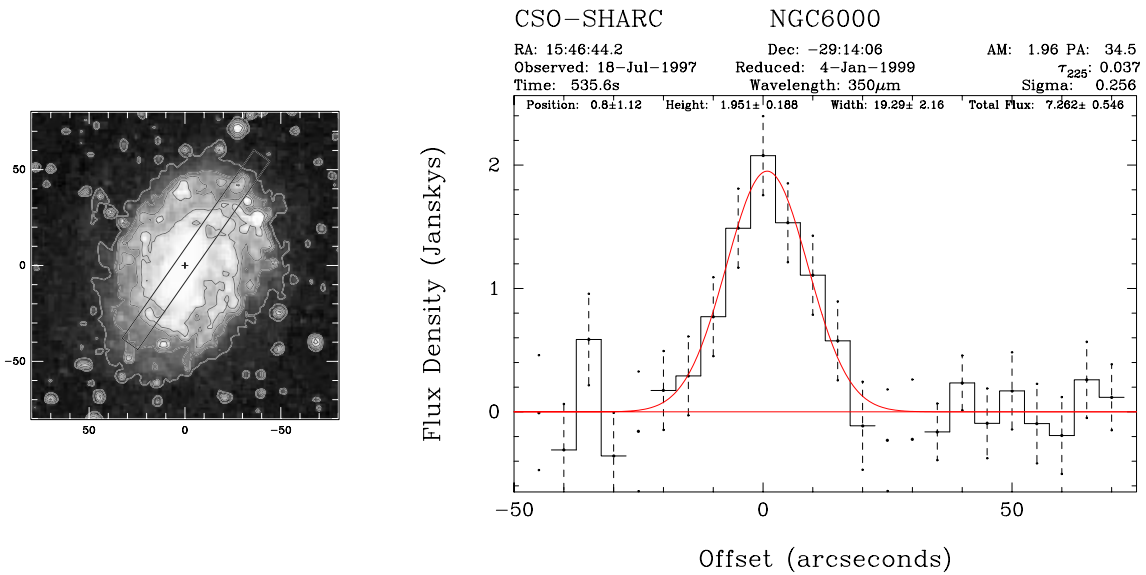 CSO-SHARC NGC6000
RA: 15:46:44.2 Dec: -29:14:06 AM: 1.96 PA: 34.5
Observed: 18-Jul-1997 Reduced: 4-Jan-1999 τ225: 0.037
Time: 535.6s Wavelength: 350μm Sigma: 0.256
Position: 0.8±1.12 Height: 1.951± 0.188 Width: 19.29± 2.16 Total Flux: 7.262± 0.546
50
0
-50
50 0 -50
Flux Density (Janskys)
2
1
0
-50 0 50
Offset (arcseconds)